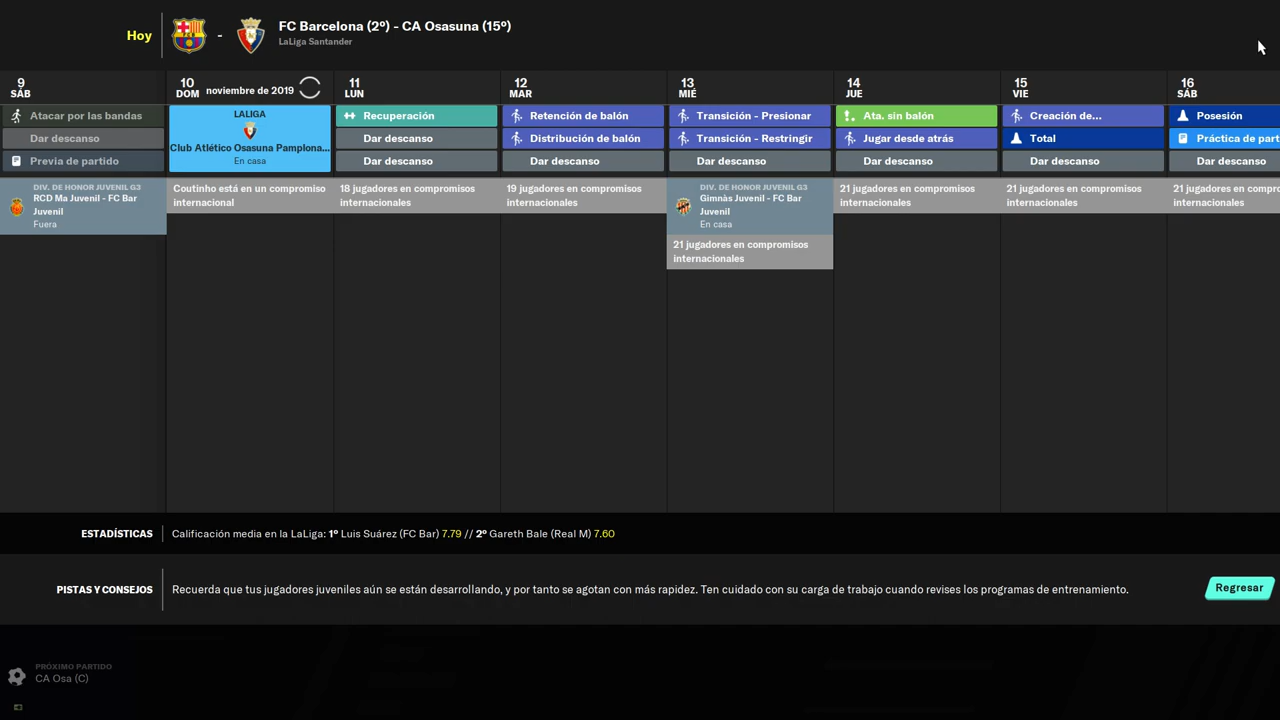 Hoy
-
FC Barcelona (2º) - CA Osasuna (15º)
LaLiga Santander
9
SÁB
10
DOM
noviembre de 2019
11
LUN
12
MAR
13
MIÉ
14
JUE
15
VIE
16
SÁB
Atacar por las bandas
Dar descanso
Previa de partido
LALIGA
Club Atlético Osasuna Pamplona...
En casa
Recuperación
Dar descanso
Dar descanso
Retención de balón
Distribución de balón
Dar descanso
Transición - Presionar
Transición - Restringir
Dar descanso
Ata. sin balón
Jugar desde atrás
Dar descanso
Creación de...
Total
Dar descanso
Posesión
Práctica de part
Dar descanso
DIV. DE HONOR JUVENIL G3
RCD Ma Juvenil - FC Bar
Juvenil
Fuera
Coutinho está en un compromiso
internacional
18 jugadores en compromisos
internacionales
19 jugadores en compromisos
internacionales
DIV. DE HONOR JUVENIL G3
Gimnàs Juvenil - FC Bar
Juvenil
En casa
21 jugadores en compromisos
internacionales
21 jugadores en compromisos
internacionales
21 jugadores en compromisos
internacionales
21 jugadores en compro
internacionales
ESTADÍSTICAS
Calificación media en la LaLiga: 1º Luis Suárez (FC Bar) 7.79 // 2º Gareth Bale (Real M) 7.60
PISTAS Y CONSEJOS
Recuerda que tus jugadores juveniles aún se están desarrollando, y por tanto se agotan con más rapidez. Ten cuidado con su carga de trabajo cuando revises los programas de entrenamiento.
Regresar
PRÓXIMO PARTIDO
CA Osa (C)